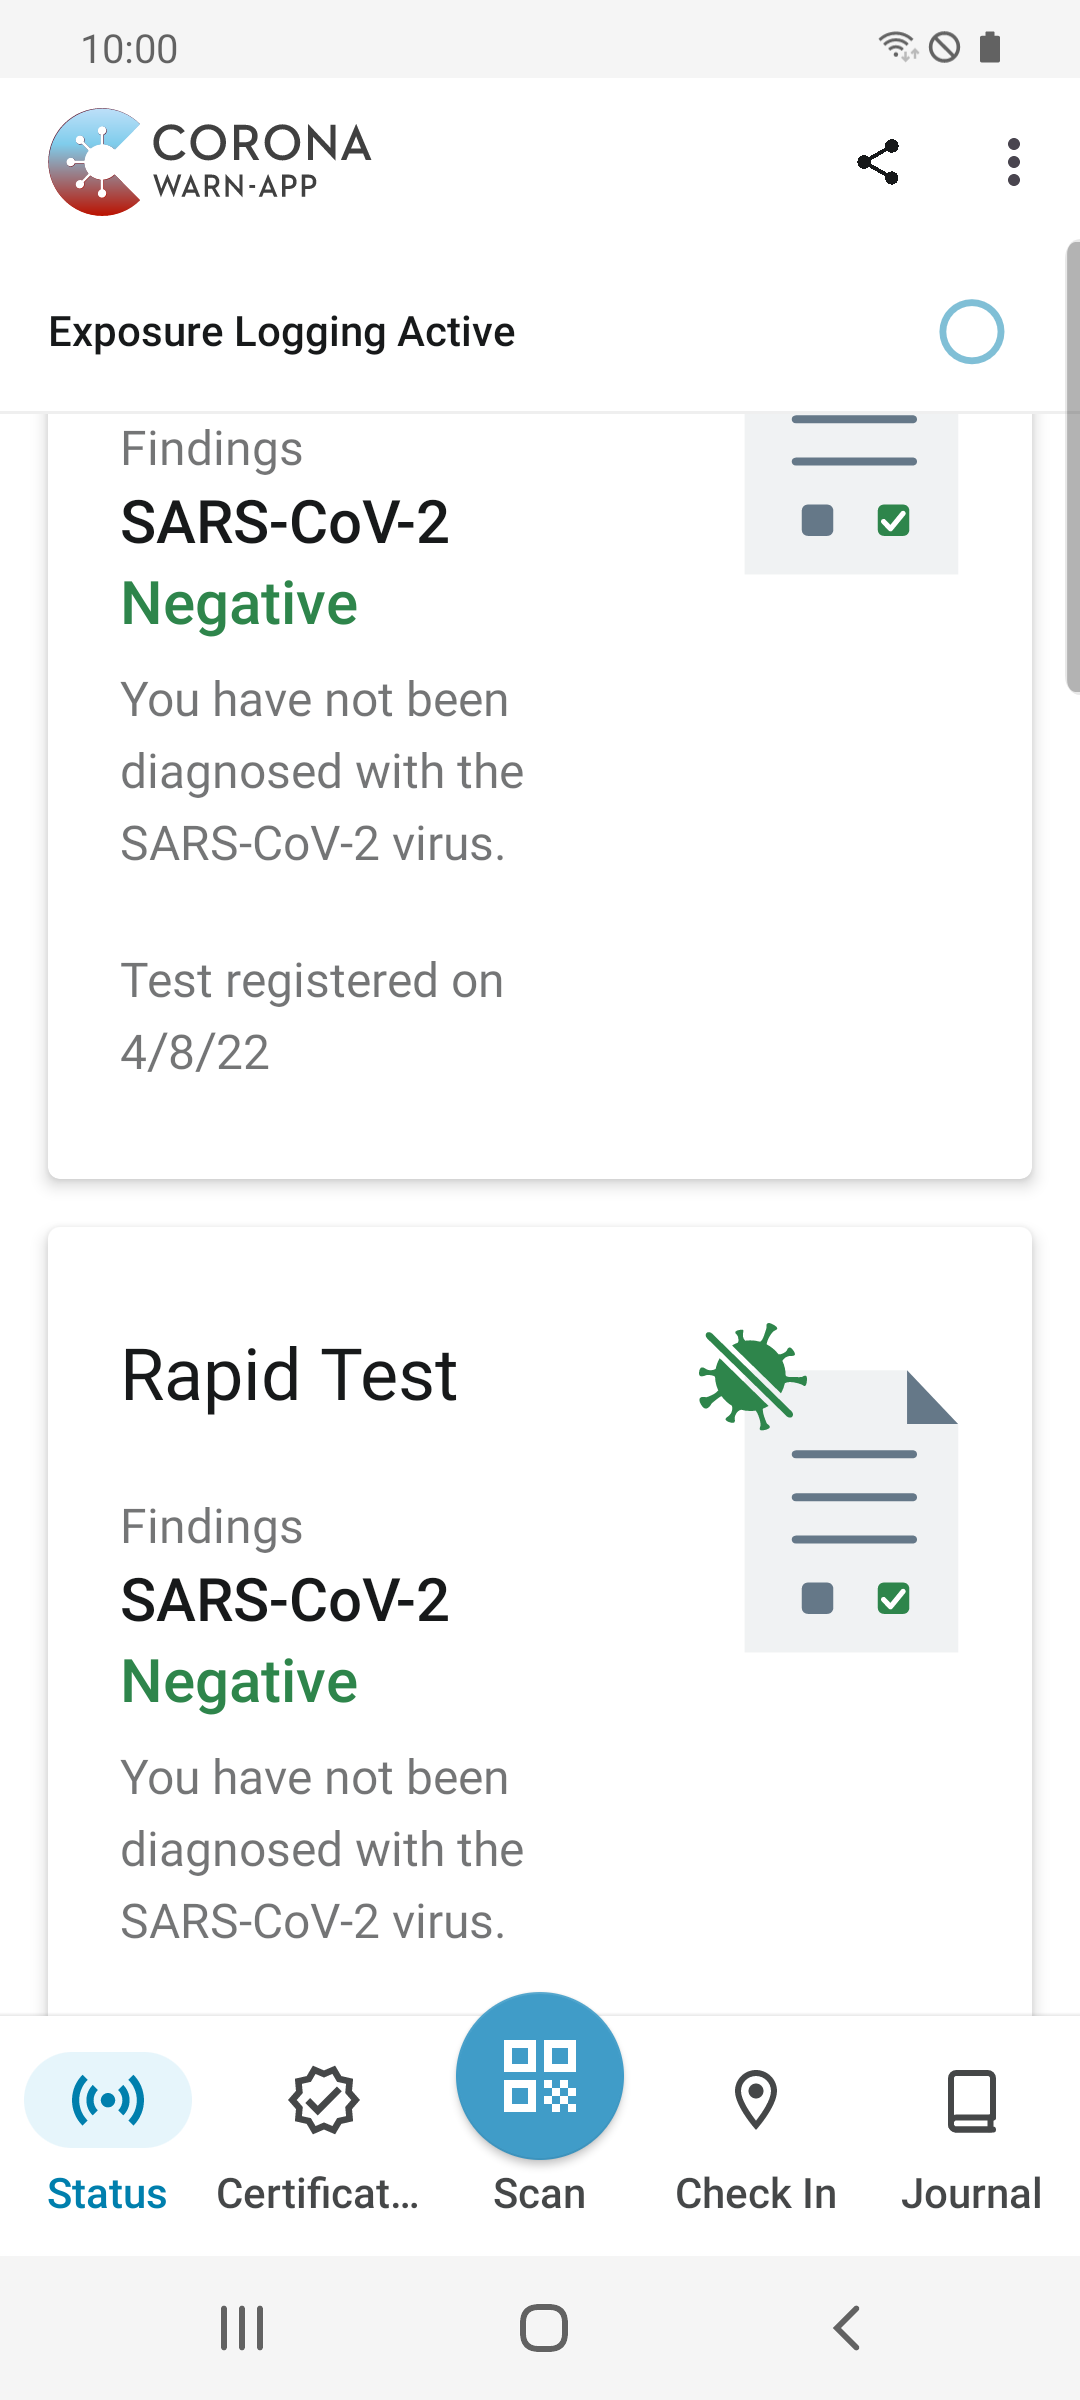 10:00
CORONA
WARN-APP
Exposure Logging Active
Findings
SARS-CoV-2
Negative
You have not been
diagnosed with the
SARS-CoV-2 virus.
Test registered on
4/8/22
Rapid Test
Findings
SARS-CoV-2
Negative
You have not been
diagnosed with the
SARS-CoV-2 virus.
Status
Certificat...
Scan
Check In
Journal